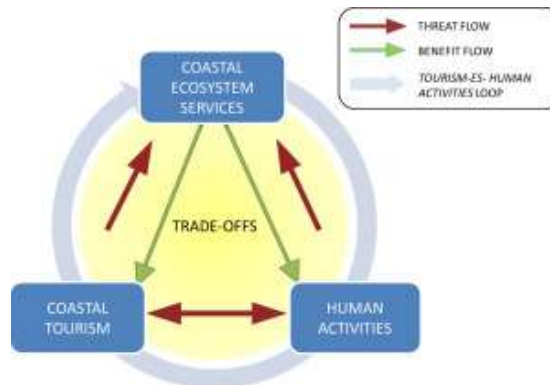 THREAT FLOW
BENEFIT FLOW
TOURISM-ES- HUMAN
ACTIVITIES LOOP
COASTAL
ECOSYSTEM
SERVICES
TRADE-OFFS
COASTAL
TOURISM
HUMAN
ACTIVITIES